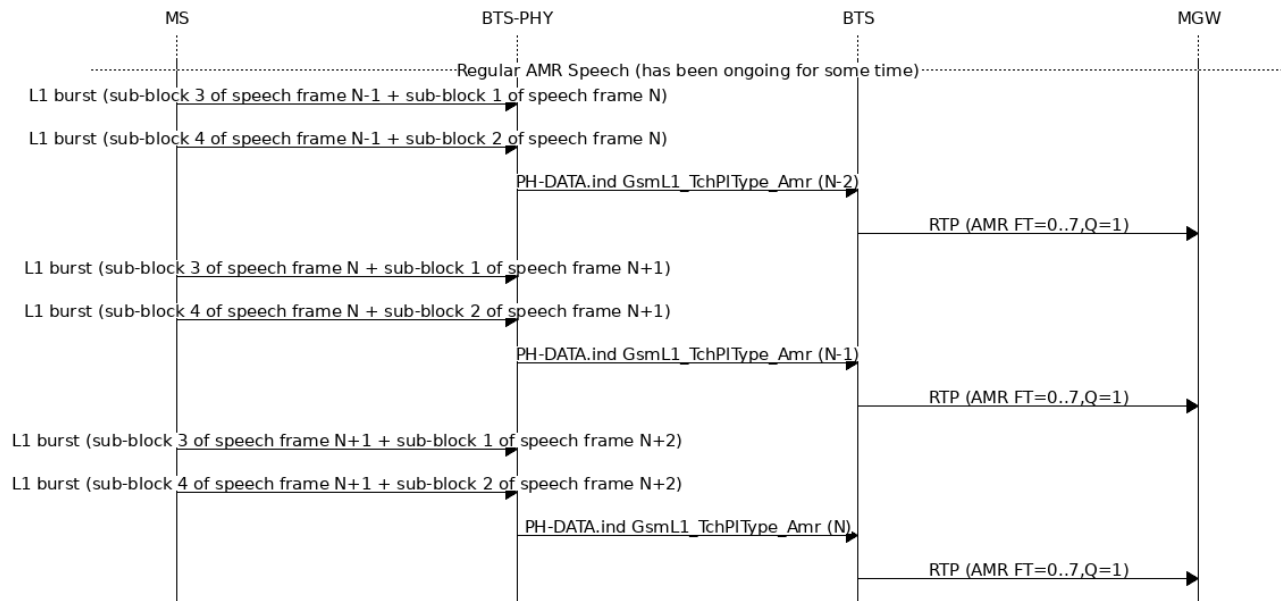 MS BTS-PHY BTS MGW
Regular AMR Speech (has been ongoing for some time)
L1 burst (sub-block 3 of speech frame N-1 + sub-block 1 of speech frame N)
L1 burst (sub-block 4 of speech frame N-1 + sub-block 2 of speech frame N)
PH-DATA.ind GsmL1_TchPlType_Amr (N-2)
RTP (AMR FT=0..7,Q=1)
L1 burst (sub-block 3 of speech frame N + sub-block 1 of speech frame N+1)
L1 burst (sub-block 4 of speech frame N + sub-block 2 of speech frame N+1)
PH-DATA.ind GsmL1_TchPlType_Amr (N-1)
RTP (AMR FT=0..7,Q=1)
L1 burst (sub-block 3 of speech frame N+1 + sub-block 1 of speech frame N+2)
L1 burst (sub-block 4 of speech frame N+1 + sub-block 2 of speech frame N+2)
PH-DATA.ind GsmL1_TchPlType_Amr (N)
RTP (AMR FT=0..7,Q=1)